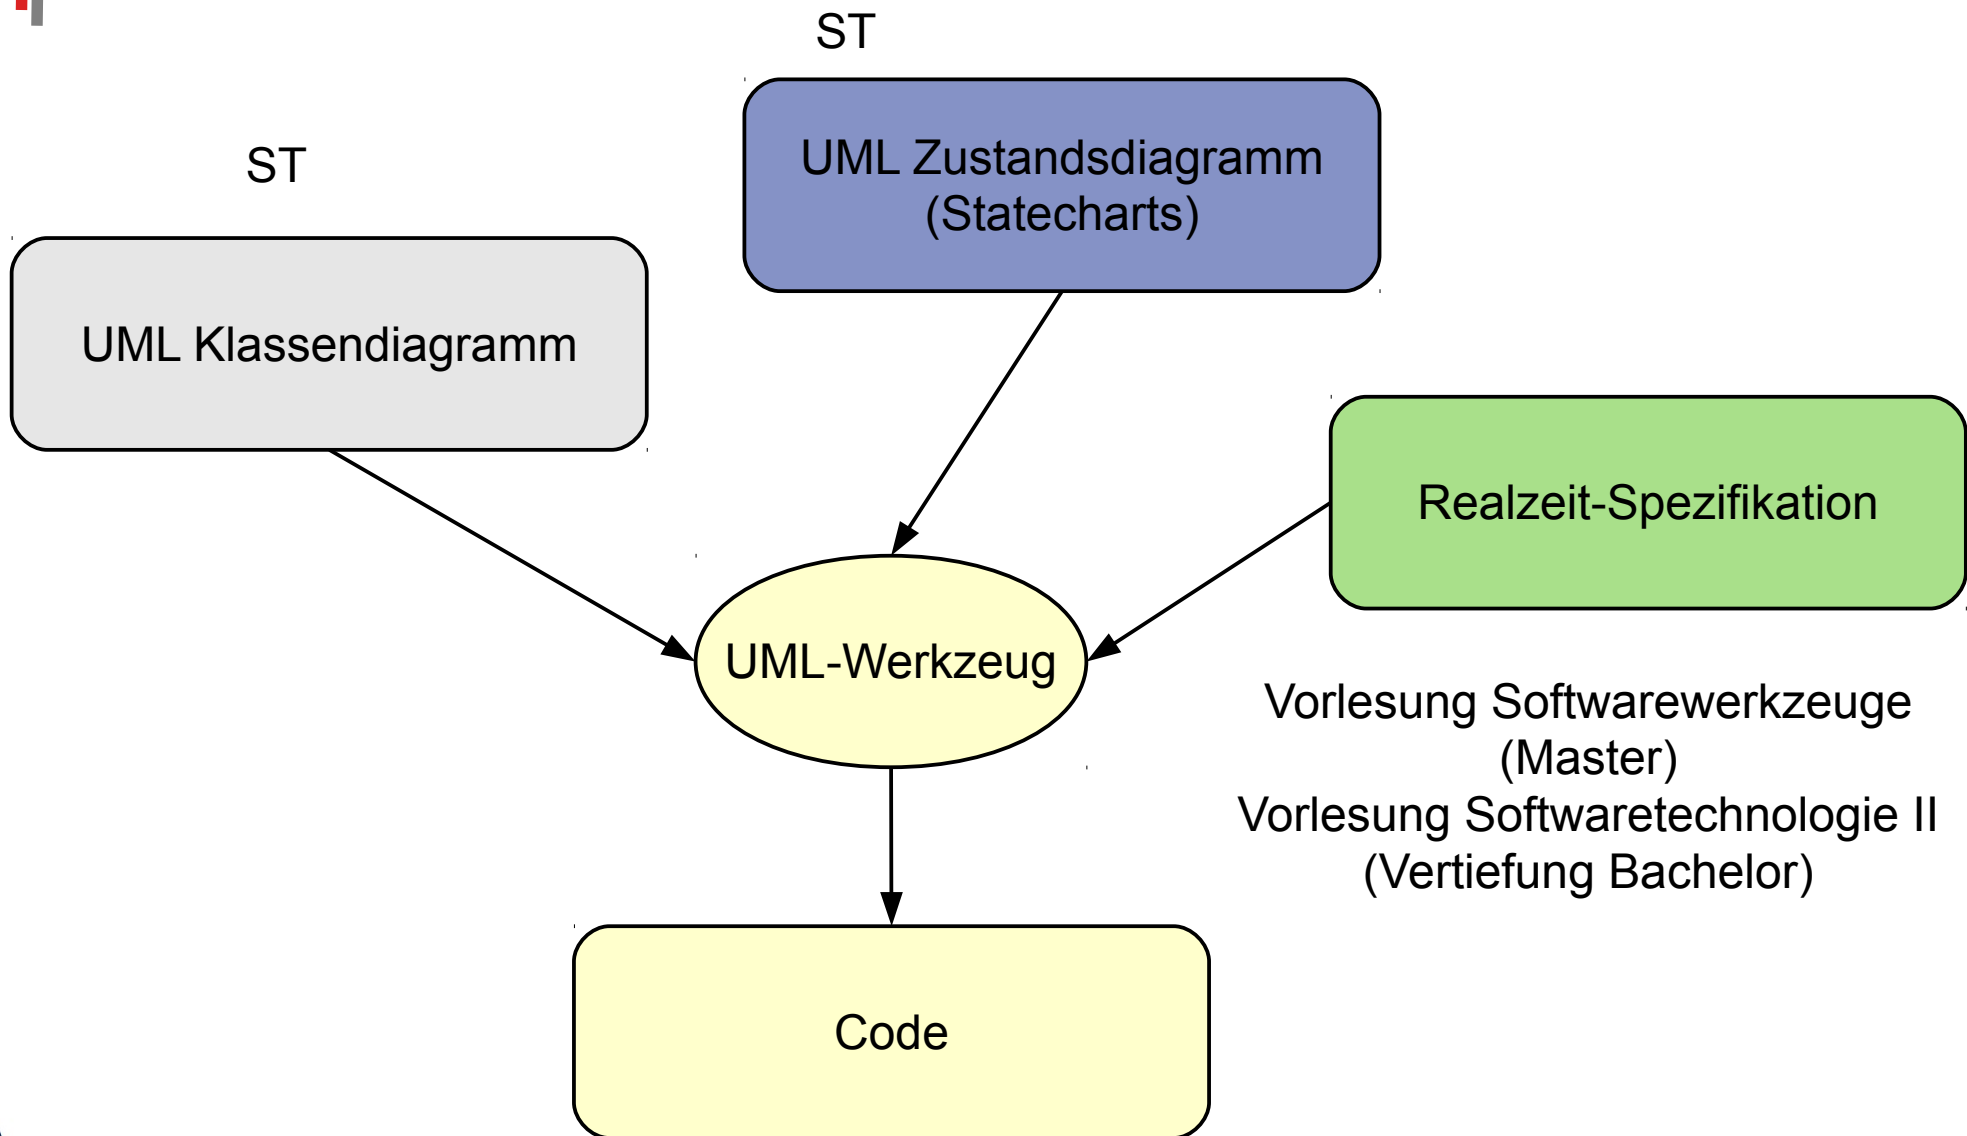 ST
UML Zustandsdiagramm
(Statecharts)
ST
UML Klassendiagramm
Realzeit-Spezifikation
UML-Werkzeug
Vorlesung Softwarewerkzeuge
(Master)
Vorlesung Softwaretechnologie II
(Vertiefung Bachelor)
Code